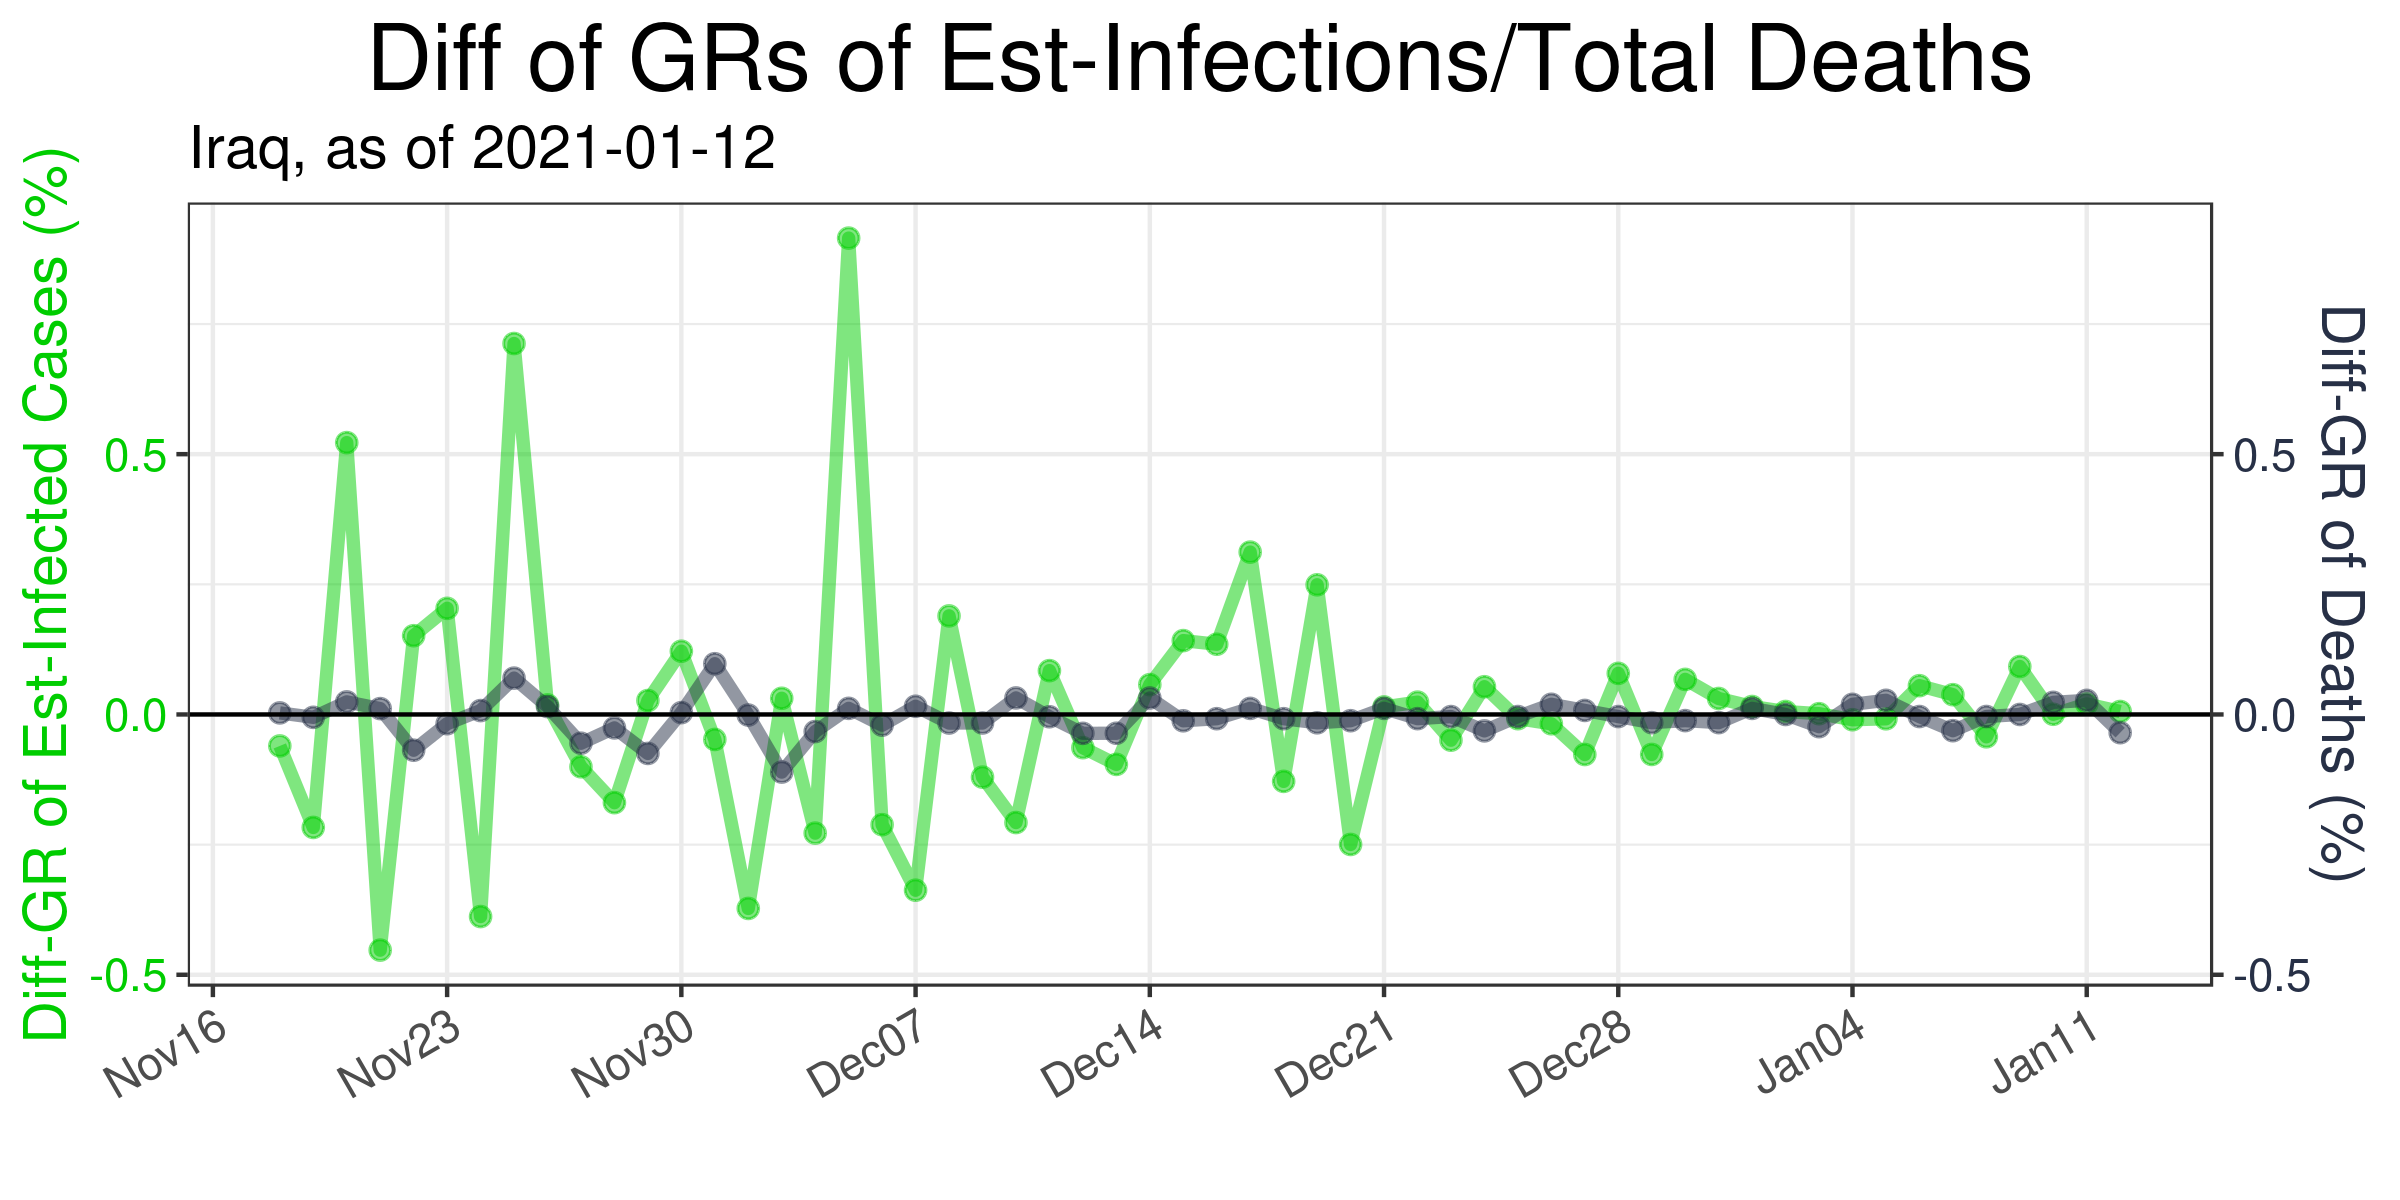 Diff of GRs of Est-Infections/Total Deaths
Iraq, as of 2021-01-12
Diff-GR of Est-Infected Cases (%)
0.5
0.0
-0.5
0.5
0.0
-0.5
Diff-GR of Deaths (%)
Nov16
Nov23
Nov30
Dec07
Dec14
Dec21
Dec28
Jan04
Jan11